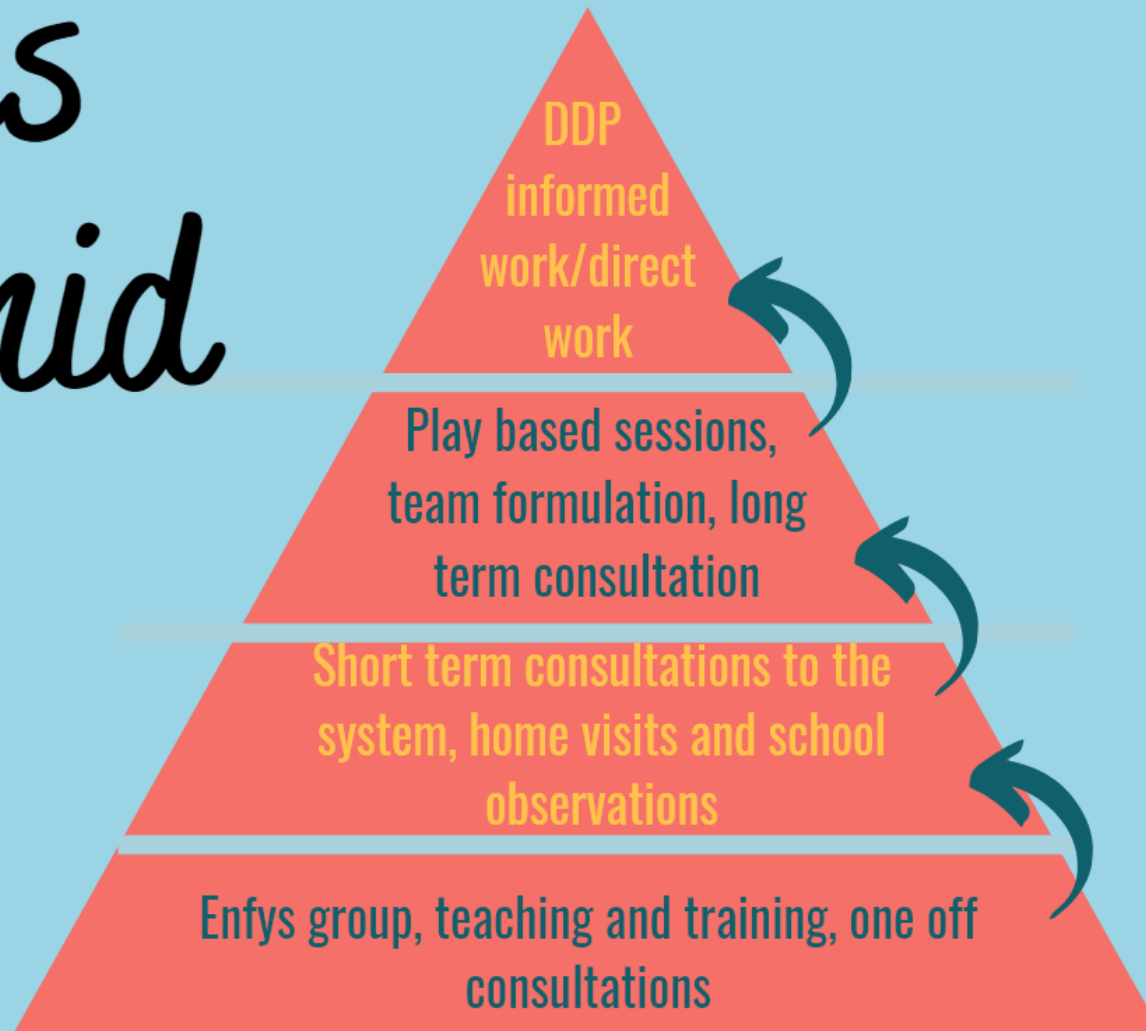 s
mid
DDP
informed
work/direct
work
Play based sessions,
team formulation, long
term consultation
Short term consultations to the
system, home visits and school
observations
Enfys group, teaching and training, one off
consultations